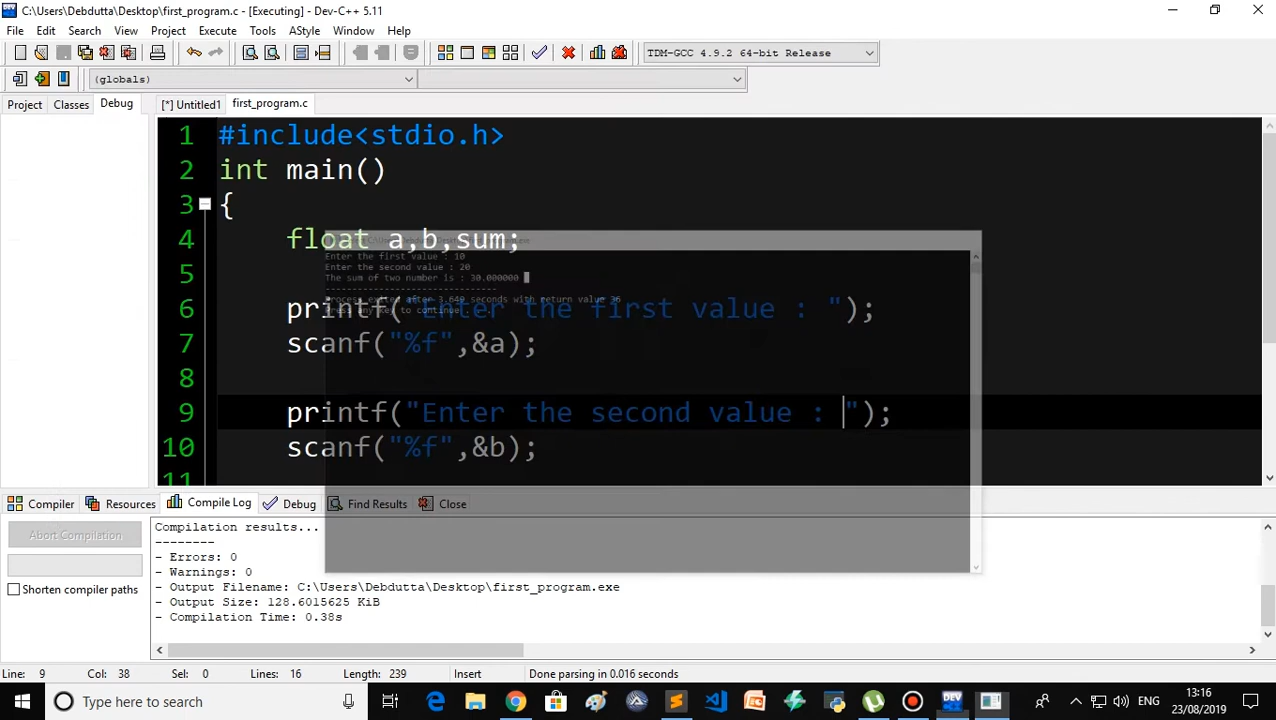 C:\Users\Debdutta\Desktop\first_program.c - [Executing] - Dev-C++ 5.11
File Edit Search View Project Execute Tools AStyle Window Help
TDM-GCC 4.9.2 64-bit Release
(globals)
Project Classes Debug [*] Untitled1 first_program.c
1 #include<stdio.h>
2 int main()
3 {
4 float a,b,sum;
5
6 printf("Enter the first value : ");
7 scanf("%f",&a);
8
9 printf("Enter the second value : ");
10 scanf("%f",&b);
11
Enter the first value : 10
Enter the second value : 20
The sum of two number is : 30.000000
--------------------------------
Process exited after 3.640 seconds with return value 36
Press any key to continue . . .
Compiler Resources Compile Log Debug Find Results Close
Abort Compilation
Shorten compiler paths
Compilation results...
--------
- Errors: 0
- Warnings: 0
- Output Filename: C:\Users\Debdutta\Desktop\first_program.exe
- Output Size: 128.6015625 KiB
- Compilation Time: 0.38s
Line: 9 Col: 38 Sel: 0 Lines: 16 Length: 239 Insert Done parsing in 0.016 seconds
Type here to search
ENG
13:16
23/08/2019